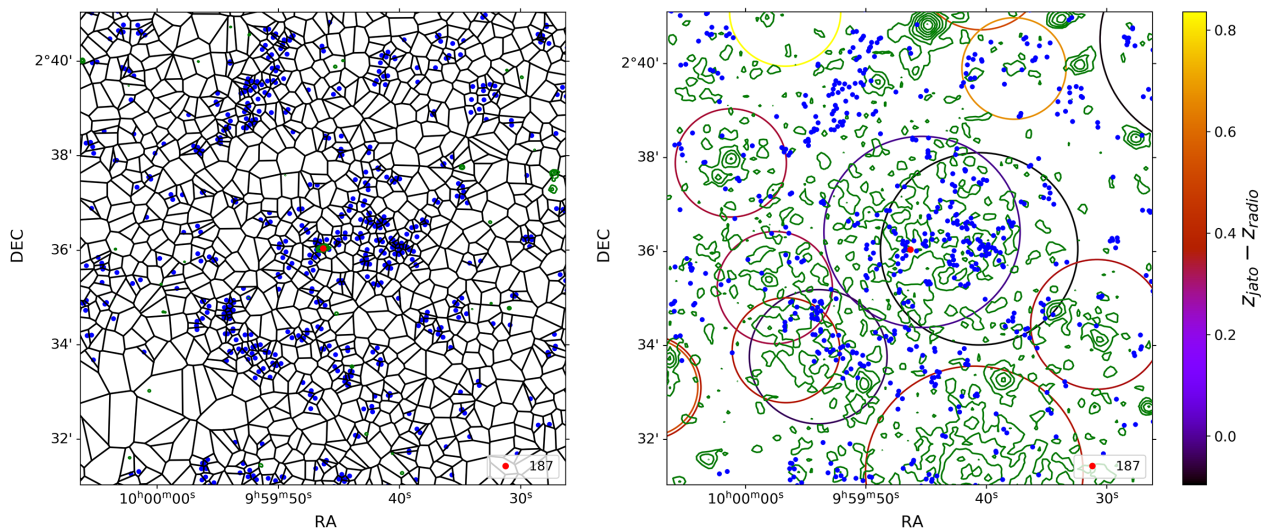 2°40'
38'
36'
34'
32'
10ʰ00ᵐ00ˢ
9ʰ59ᵐ50ˢ
40ˢ
30ˢ
RA
DEC
187
2°40'
38'
36'
34'
32'
10ʰ00ᵐ00ˢ
9ʰ59ᵐ50ˢ
40ˢ
30ˢ
RA
DEC
187
0.8
0.6
0.4
0.2
0.0
z_jato − z_radio